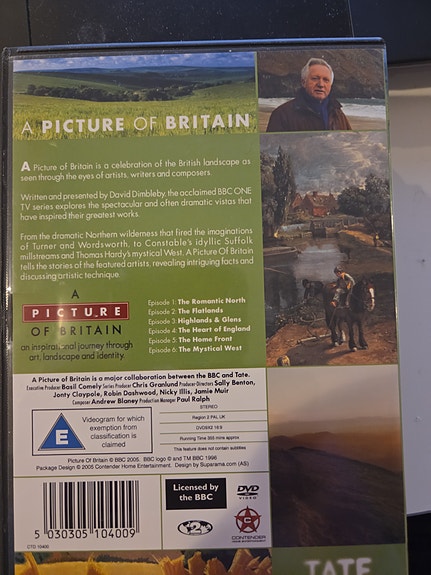 A PICTURE OF BRITAIN
A Picture of Britain is a celebration of the British landscape as
seen through the eyes of artists, writers and composers.
Written and presented by David Dimbleby, the acclaimed BBC ONE
TV series explores the spectacular and often dramatic vistas that
have inspired their greatest works.
From the dramatic Northern wilderness that fired the imaginations
of Turner and Wordsworth, to Constable's idyllic Suffolk
millstreams and Thomas Hardy's mystical West. A Picture Of Britain
tells the stories of the featured artists, revealing intriguing facts and
discussing artistic technique.
A
PICTURE
OF BRITAIN
an inspirational journey through
art, landscape and identity.
Episode 1: The Romantic North
Episode 2: The Flatlands
Episode 3: Highlands & Glens
Episode 4: The Heart of England
Episode 5: The Home Front
Episode 6: The Mystical West
A Picture of Britain is a major collaboration between the BBC and Tate.
Executive Producer Basil Comely Series Producer Chris Granlund Producer Directors Sally Benton,
Jonty Claypole, Robin Dashwood, Nicky Illis, Jamie Muir
Composer Andrew Blaney Production Manager Paul Ralph
E
Videogram for which
exemption from
classification is
claimed
STEREO
Region 2 PAL UK
DVD9X2 16:9
Running Time 355 mins approx
This feature does not contain subtitles
Picture Of Britain © BBC 2005. BBC logo © and TM BBC 1996
Package Design © 2005 Contender Home Entertainment. Design by Suparama.com (AS)
5 030305 104009
CTD 10400
Licensed by
the BBC
DVD
VIDEO
2
CONTENDER
HOME ENTERTAINMENT
TATE